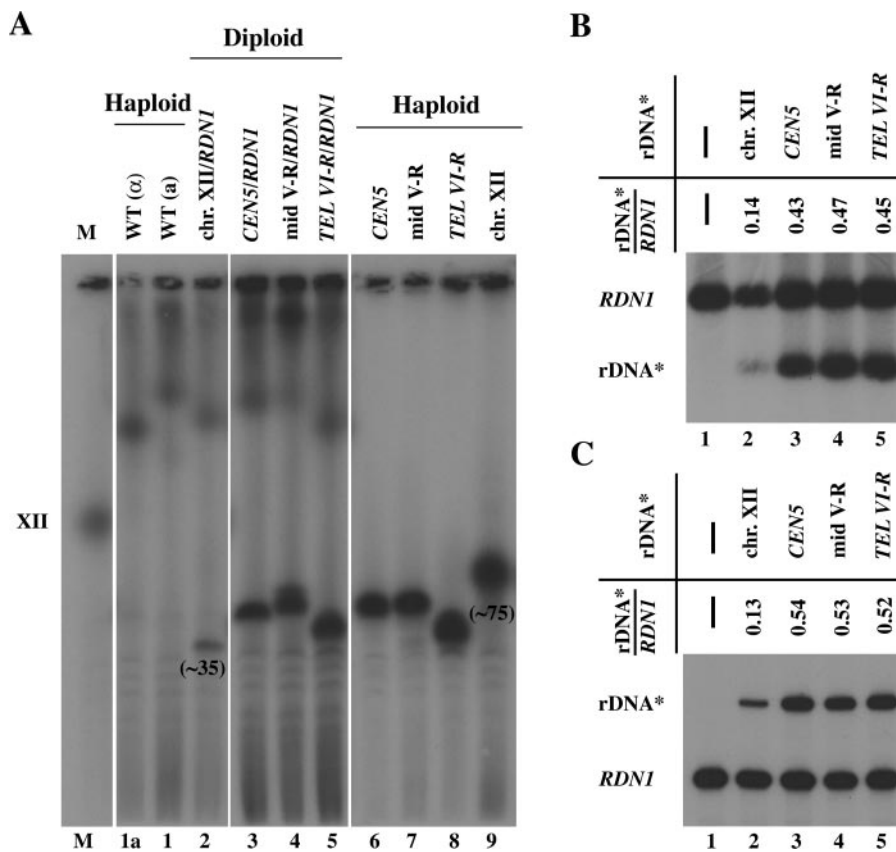 A
Diploid
Haploid
Haploid
M
WT (α)
WT (a)
chr. XII/RDN1
CEN5/RDN1
mid V-R/RDN1
TEL VI-R/RDN1
CEN5
mid V-R
TEL VI-R
chr. XII
XII
(~35)
(~75)
M 1a 1 2 3 4 5 6 7 8 9
B
rDNA* — chr. XII CEN5 mid V-R TEL VI-R
rDNA*
RDN1 — 0.14 0.43 0.47 0.45
RDN1
rDNA*
1 2 3 4 5
C
rDNA* — chr. XII CEN5 mid V-R TEL VI-R
rDNA*
RDN1 — 0.13 0.54 0.53 0.52
rDNA*
RDN1
1 2 3 4 5